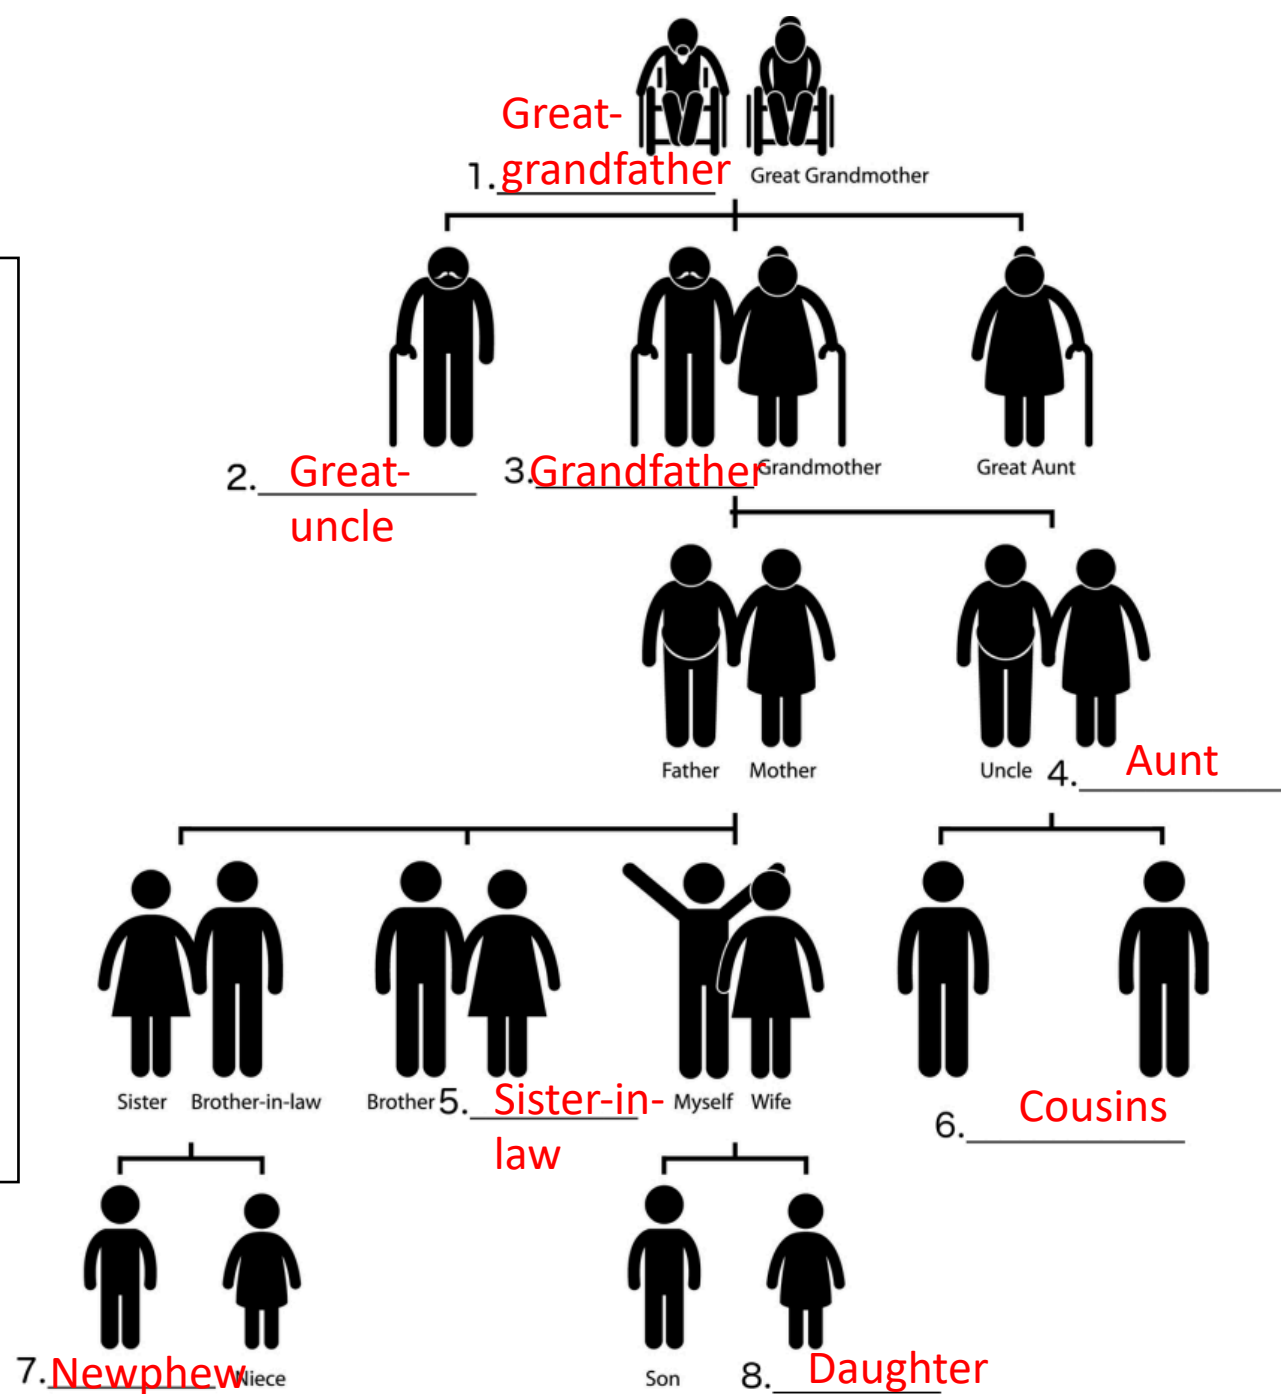 Great-
1. grandfather Great Grandmother
2. Great- 3. Grandfather Grandmother Great Aunt
uncle
Father Mother Uncle 4. Aunt
Sister Brother-in-law Brother 5. Sister-in- Myself Wife 6. Cousins
law
7. Newphew Niece Son 8. Daughter